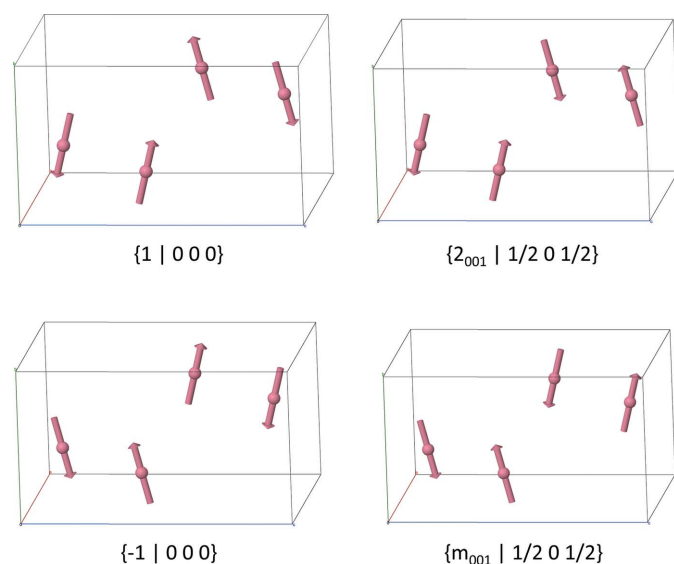 {1 | 0 0 0}
{2₀₀₁ | 1/2 0 1/2}
{-1 | 0 0 0}
{m₀₀₁ | 1/2 0 1/2}